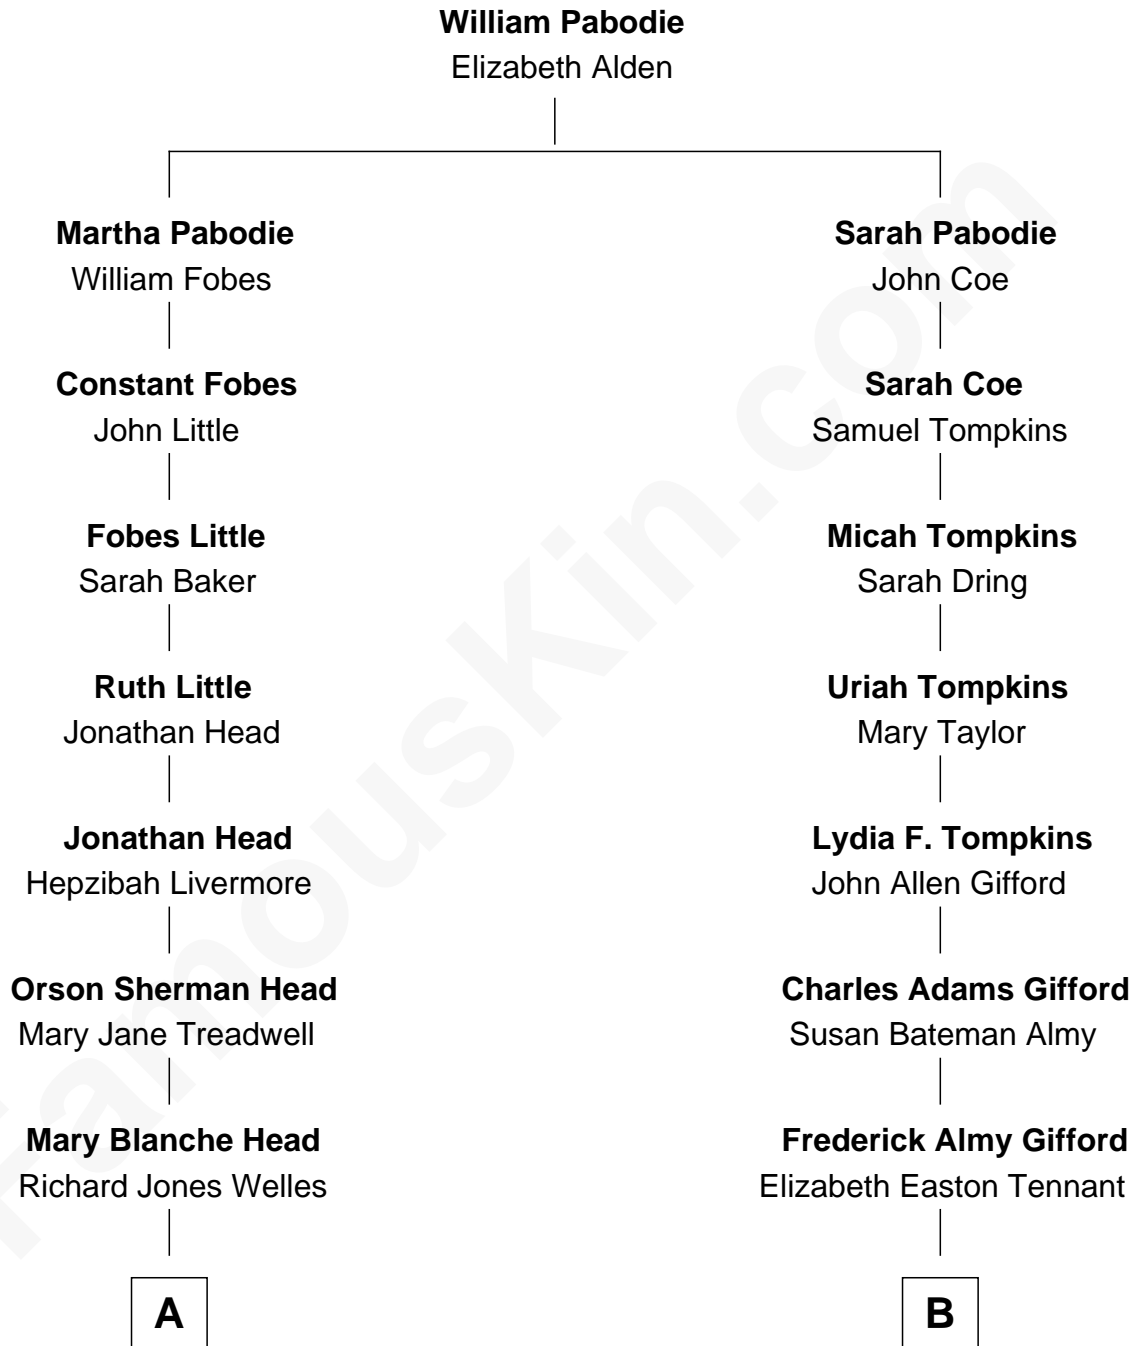 William Pabodie
Elizabeth Alden
Martha Pabodie
William Fobes
Sarah Pabodie
John Coe
Constant Fobes
John Little
Sarah Coe
Samuel Tompkins
Fobes Little
Sarah Baker
Micah Tompkins
Sarah Dring
Ruth Little
Jonathan Head
Uriah Tompkins
Mary Taylor
Jonathan Head
Hepzibah Livermore
Lydia F. Tompkins
John Allen Gifford
Orson Sherman Head
Mary Jane Treadwell
Charles Adams Gifford
Susan Bateman Almy
Mary Blanche Head
Richard Jones Welles
Frederick Almy Gifford
Elizabeth Easton Tennant
A
B
FamousKin.com